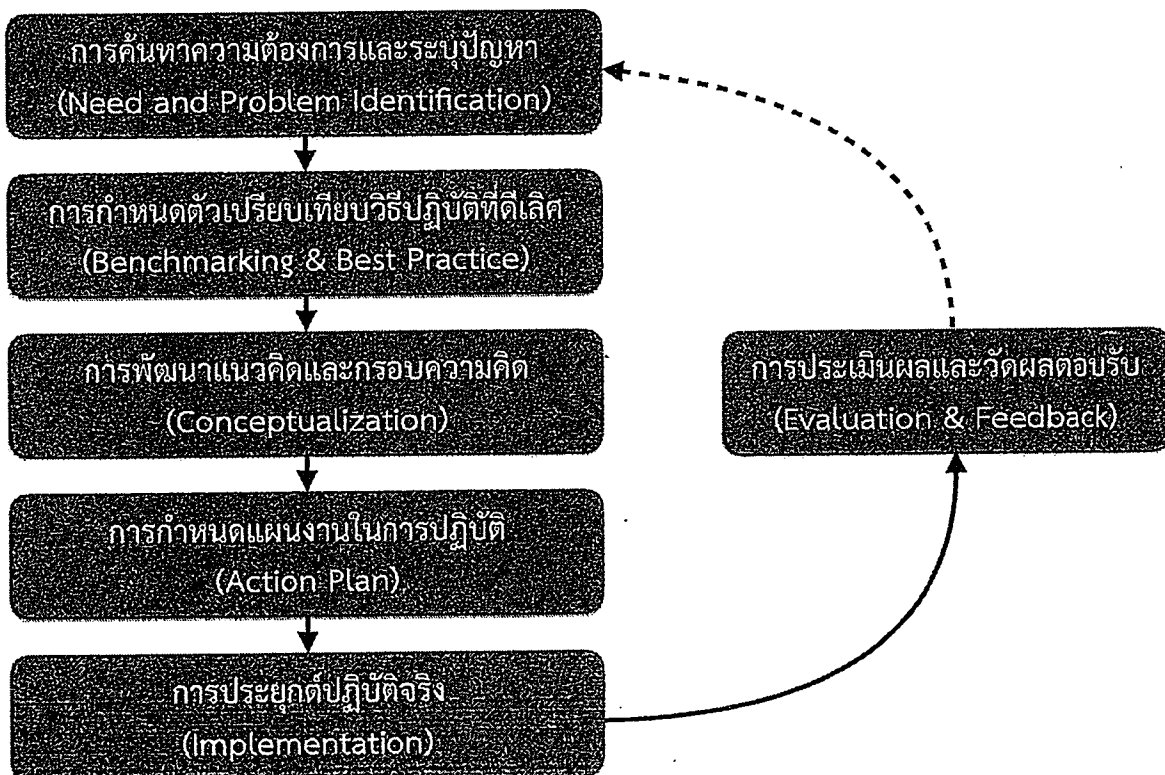 การค้นหาความต้องการและระบุปัญหา
(Need and Problem Identification)
การกำหนดตัวเปรียบเทียบวิธีปฏิบัติที่ดีเลิศ
(Benchmarking & Best Practice)
การพัฒนาแนวคิดและกรอบความคิด
(Conceptualization)
การกำหนดแผนงานในการปฏิบัติ
(Action Plan)
การประยุกต์ปฏิบัติจริง
(Implementation)
การประเมินผลและวัดผลตอบรับ
(Evaluation & Feedback)